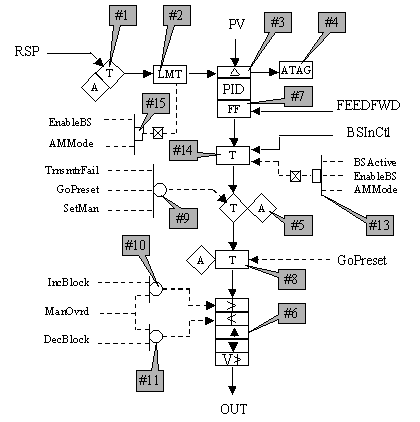 #1
#2
#3
#4
PV
RSP
T
A
LMT
△
ATAG
PID
#7
FF
FEEDFWD
#15
EnableBS
AMMode
BSInCtl
#14
T
BSActive
EnableBS
AMMode
TrnsmtrFail
GoPreset
SetMan
#9
T
A
#5
#13
#10
A
T
GoPreset
#8
IncBlock
ManOvrd
DecBlock
#6
#11
V
OUT